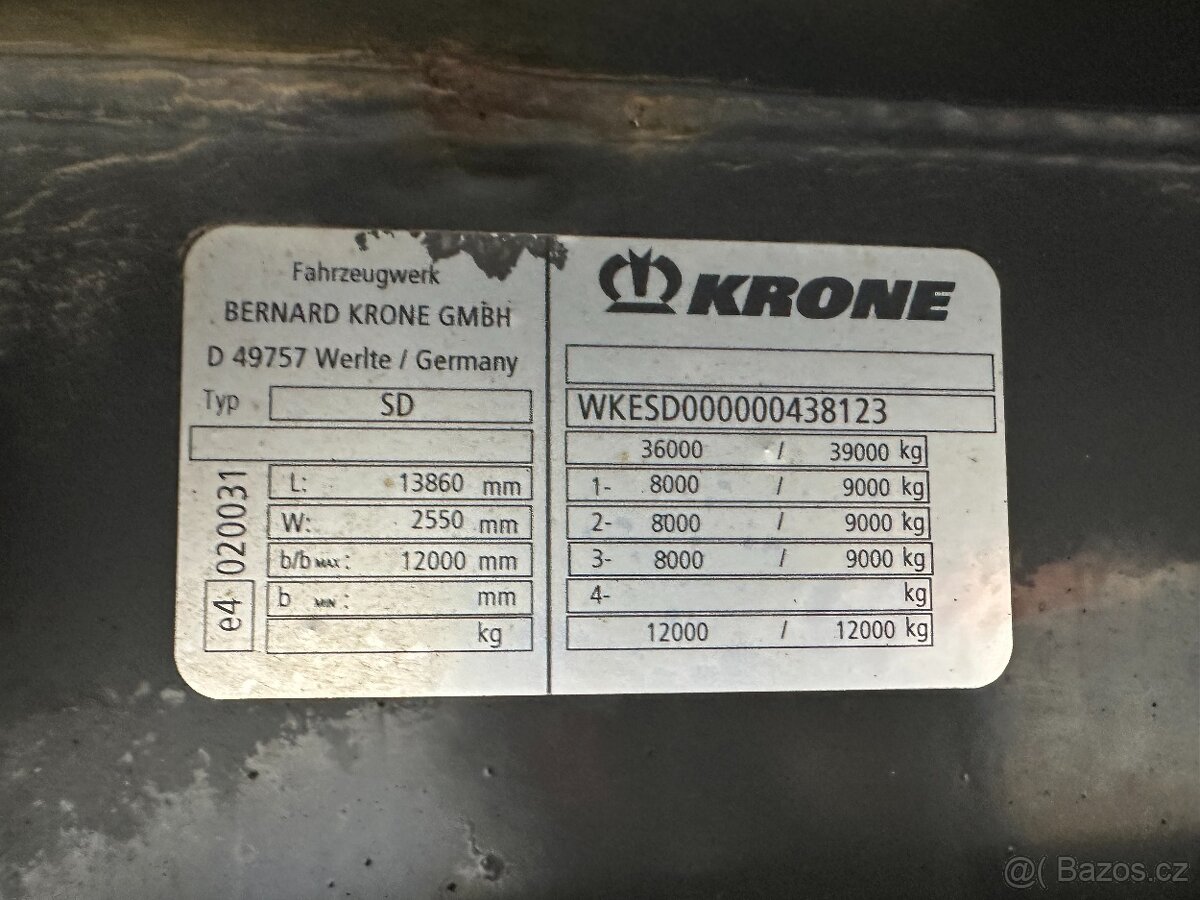 Fahrzeugwerk
BERNARD KRONE GMBH
D 49757 Werlte / Germany
Typ SD
L: 13860 mm
W: 2550 mm
b/b MAX: 12000 mm
b MIN: mm
kg
e4 020031
KRONE
WKESD000000438123
36000 / 39000 kg
1- 8000 / 9000 kg
2- 8000 / 9000 kg
3- 8000 / 9000 kg
4- kg
12000 / 12000 kg
@( Bazos.cz